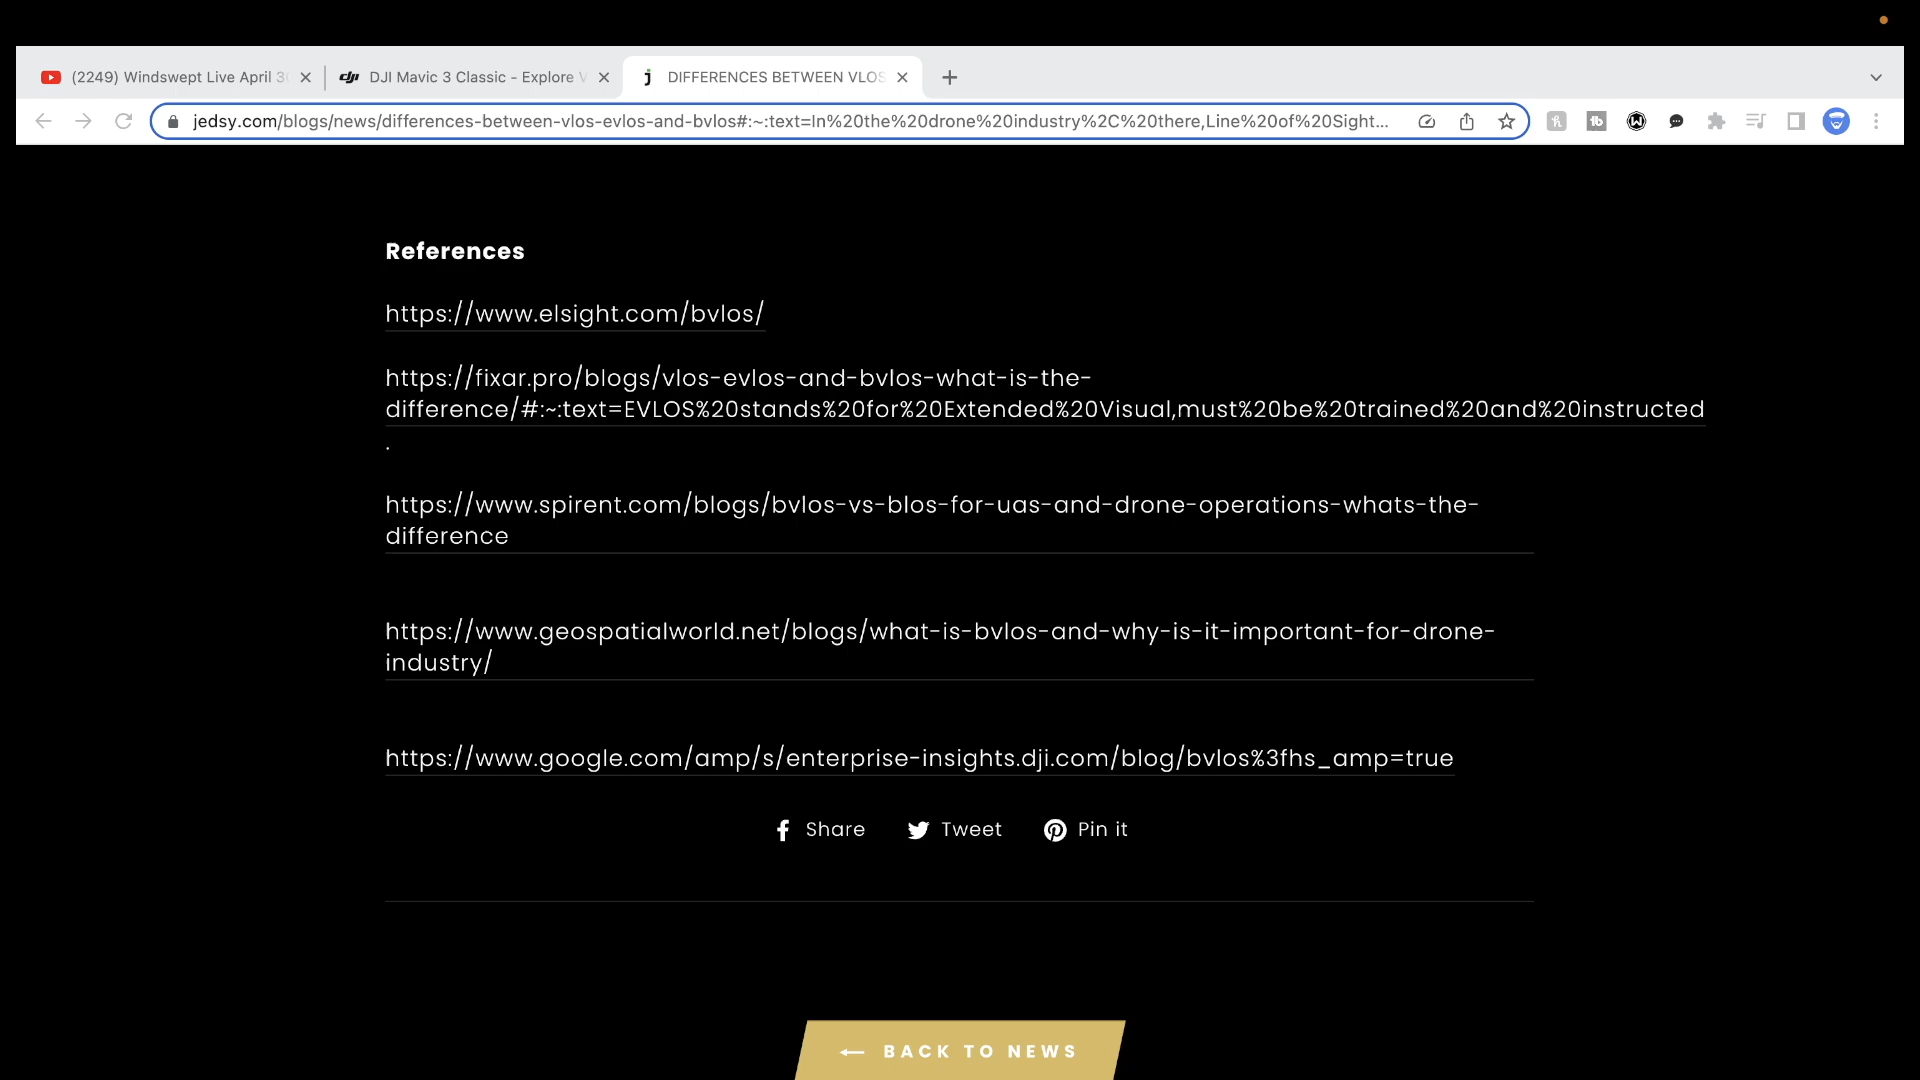 (2249) Windswept Live April 30
DJI Mavic 3 Classic - Explore V
DIFFERENCES BETWEEN VLOS
jedsy.com/blogs/news/differences-between-vlos-evlos-and-bvlos#:~:text=In%20the%20drone%20industry%2C%20there,Line%20of%20Sight...
References
https://www.elsight.com/bvlos/
https://fixar.pro/blogs/vlos-evlos-and-bvlos-what-is-the-
difference/#:~:text=EVLOS%20stands%20for%20Extended%20Visual,must%20be%20trained%20and%20instructed
.
https://www.spirent.com/blogs/bvlos-vs-blos-for-uas-and-drone-operations-whats-the-
difference
https://www.geospatialworld.net/blogs/what-is-bvlos-and-why-is-it-important-for-drone-
industry/
https://www.google.com/amp/s/enterprise-insights.dji.com/blog/bvlos%3fhs_amp=true
Share Tweet Pin it
BACK TO NEWS